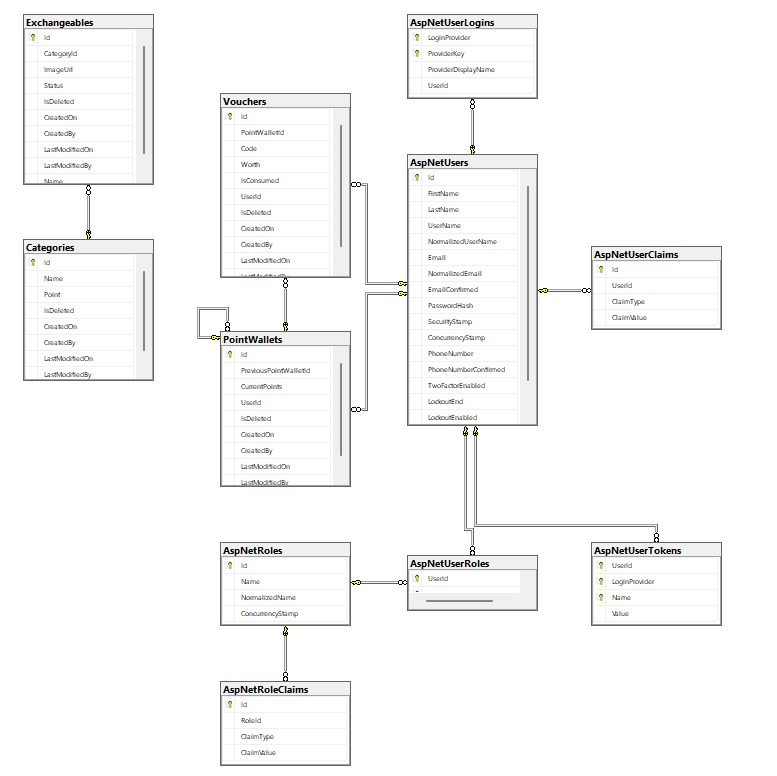 Exchangeables
Id
CategoryId
ImageUrl
Status
IsDeleted
CreatedOn
CreatedBy
LastModifiedOn
LastModifiedBy
Name
Categories
Id
Name
Point
IsDeleted
CreatedOn
CreatedBy
LastModifiedOn
LastModifiedBy
Vouchers
Id
PointWalletId
Code
Worth
IsConsumed
UserId
IsDeleted
CreatedOn
CreatedBy
LastModifiedOn
LastModifiedBy
PointWallets
Id
PreviousPointWalletId
CurrentPoints
UserId
IsDeleted
CreatedOn
CreatedBy
LastModifiedOn
LastModifiedBy
AspNetUserLogins
LoginProvider
ProviderKey
ProviderDisplayName
UserId
AspNetUsers
Id
FirstName
LastName
UserName
NormalizedUserName
Email
NormalizedEmail
EmailConfirmed
PasswordHash
SecurityStamp
ConcurrencyStamp
PhoneNumber
PhoneNumberConfirmed
TwoFactorEnabled
LockoutEnd
LockoutEnabled
AspNetUserClaims
Id
UserId
ClaimType
ClaimValue
AspNetRoles
Id
Name
NormalizedName
ConcurrencyStamp
AspNetUserRoles
UserId
AspNetUserTokens
UserId
LoginProvider
Name
Value
AspNetRoleClaims
Id
RoleId
ClaimType
ClaimValue